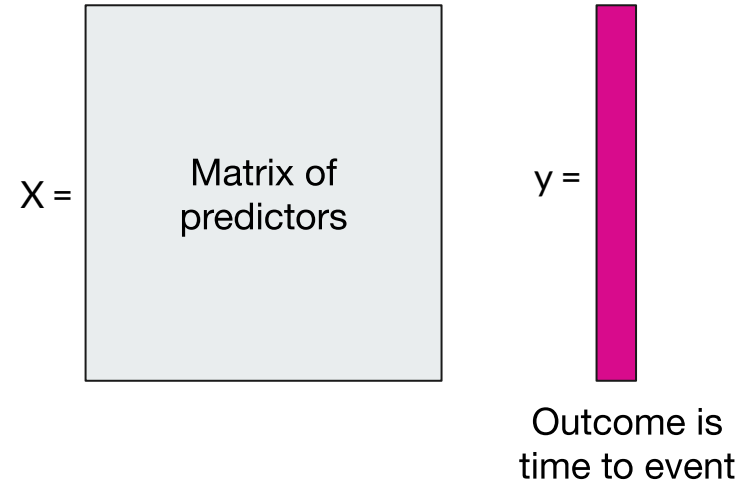 X =
Matrix of
predictors
y =
Outcome is
time to event